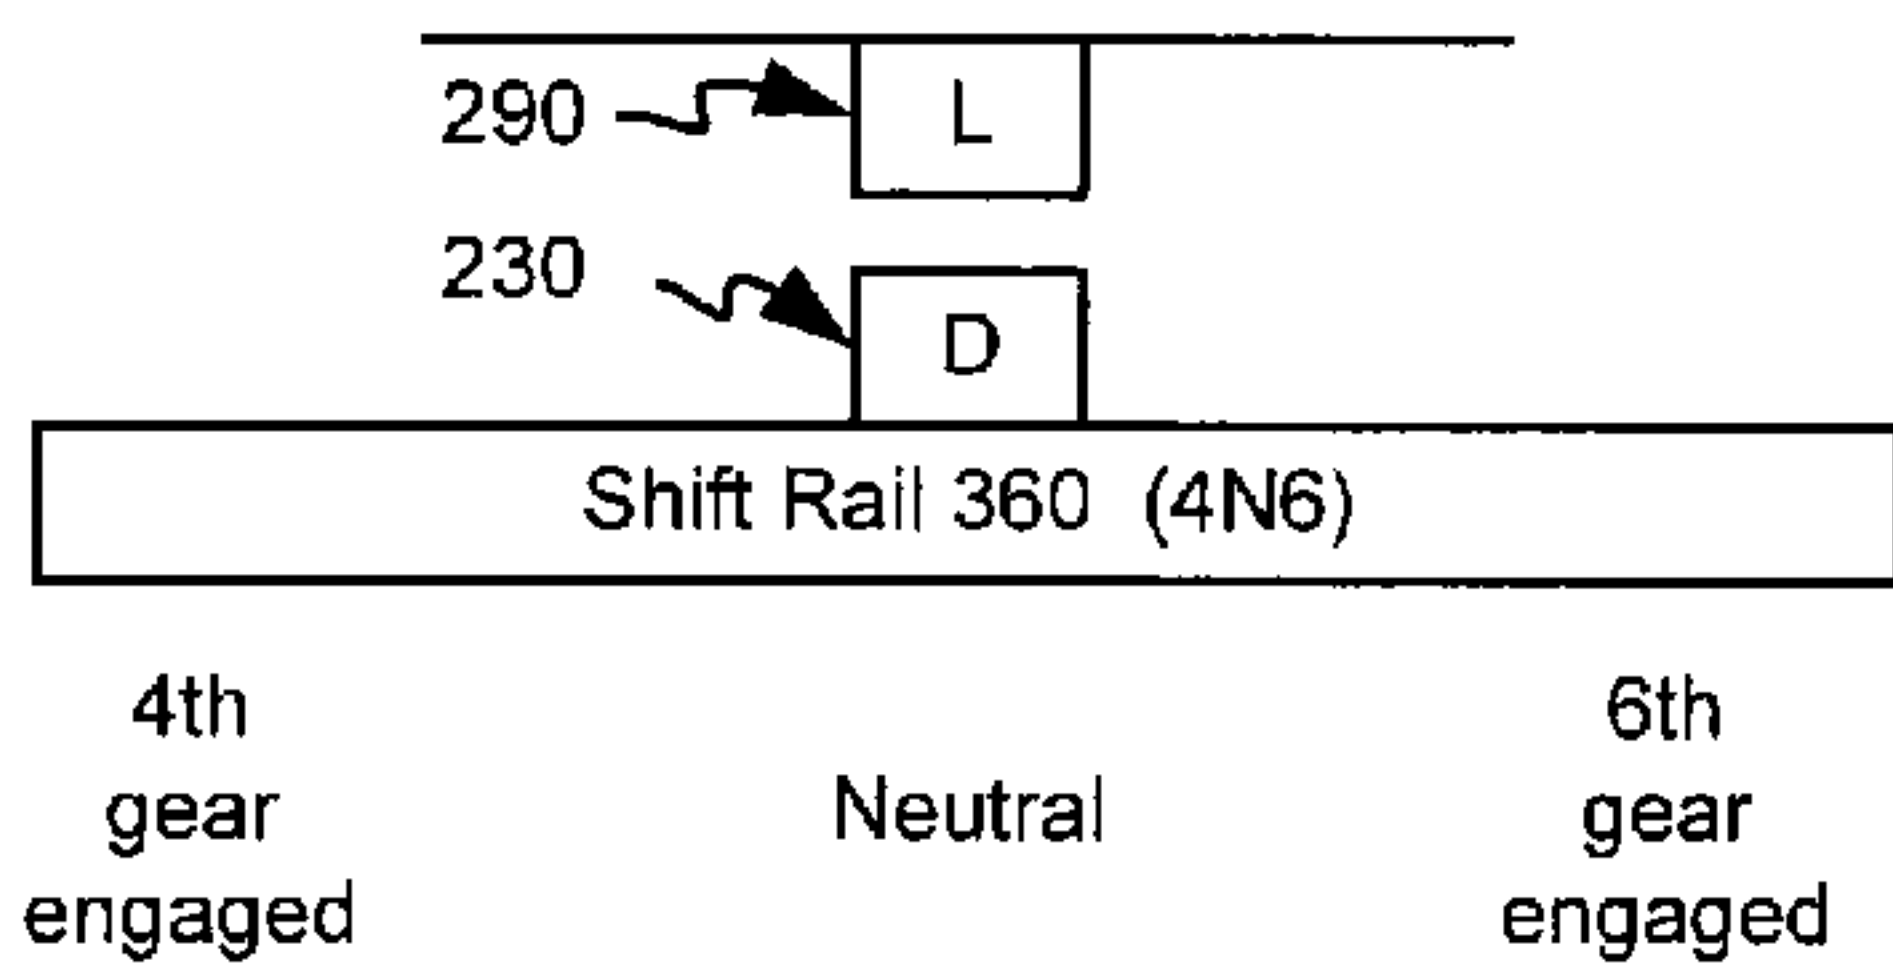 290
L
230
D
Shift Rail 360 (4N6)
4th
gear
engaged
Neutral
6th
gear
engaged